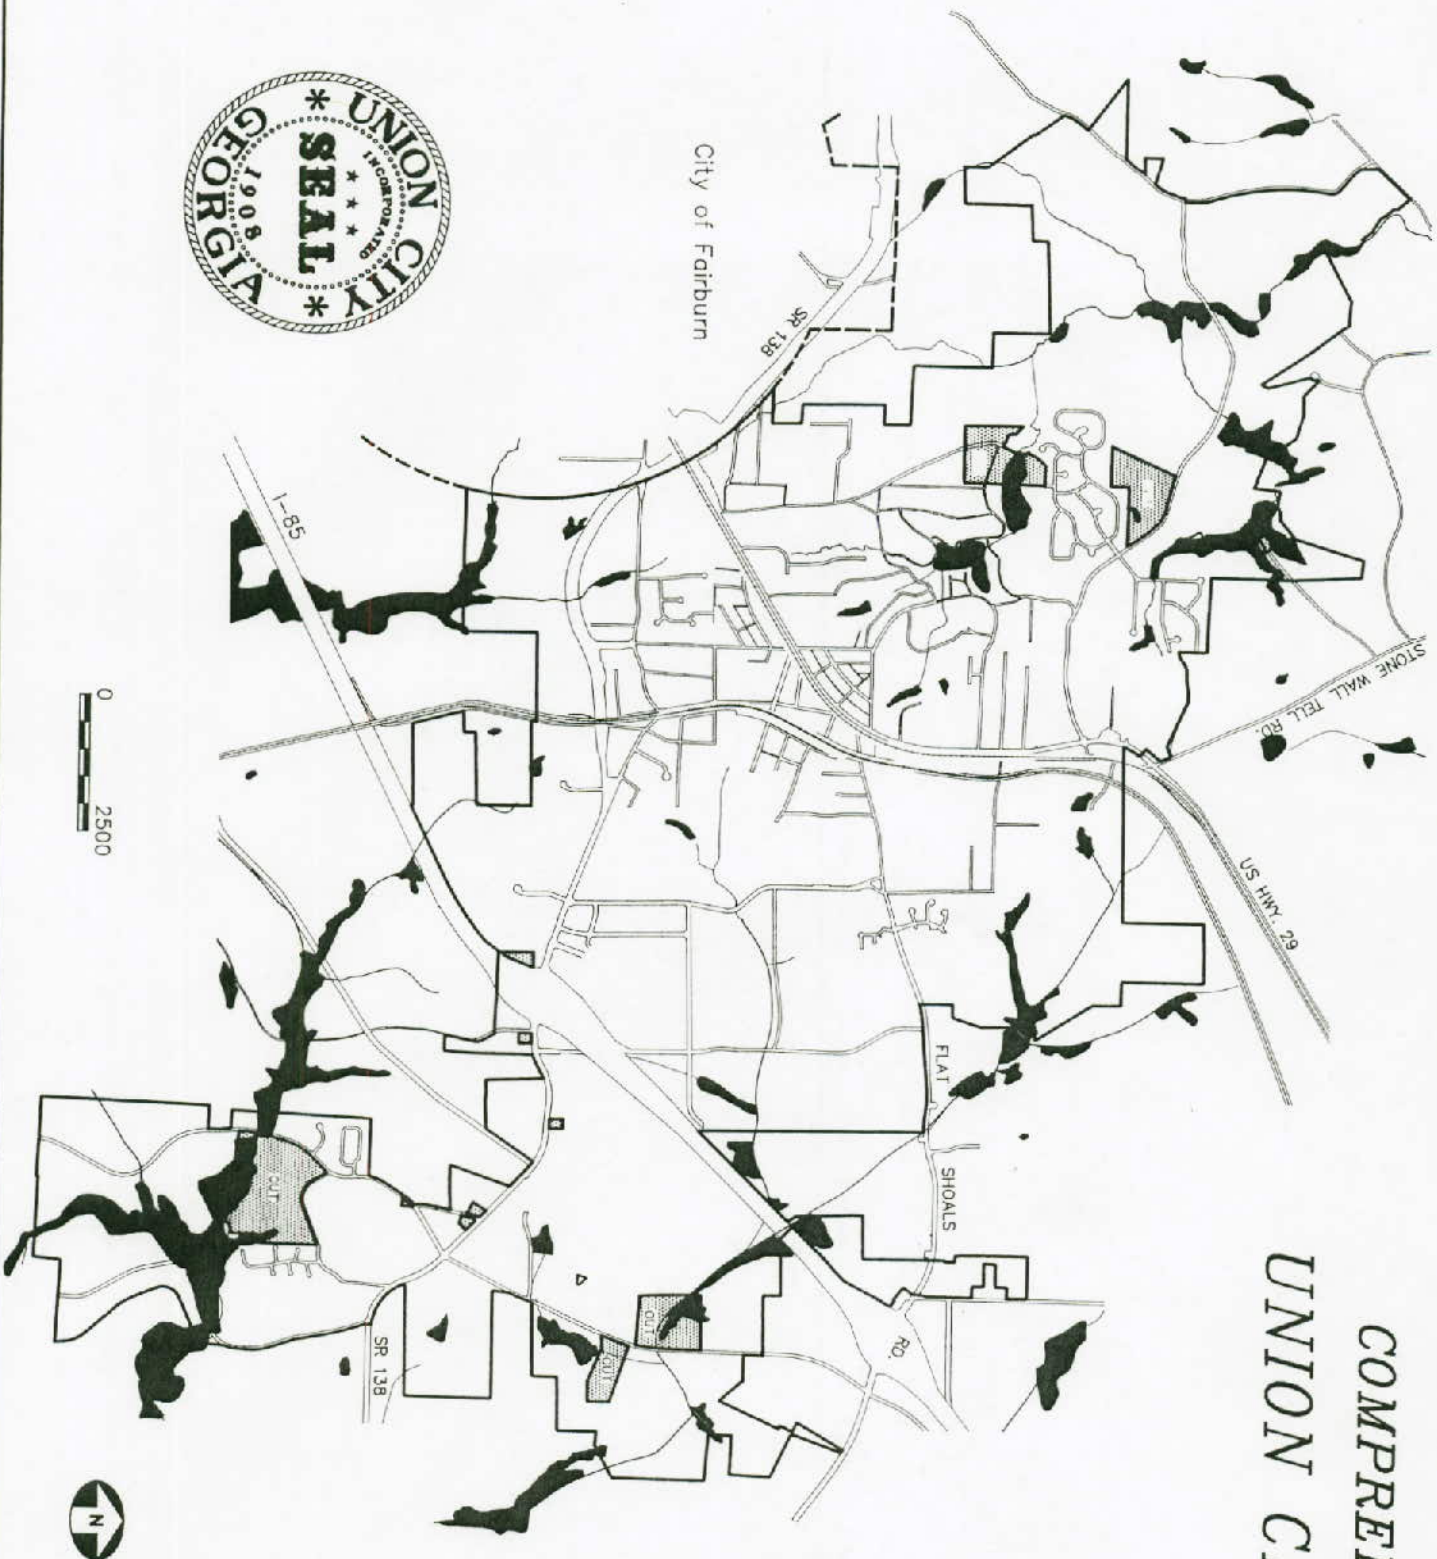 COMPREH
UNION C
STONE WALL TELL RD.
US HWY. 29
City of Fairburn
SR 138
FLAT
SHOALS
RD.
I-85
OUT
OUT
OUT
SR 138
UNION CITY
INCORPORATED
SEAL
1908
GEORGIA
0 2500
N